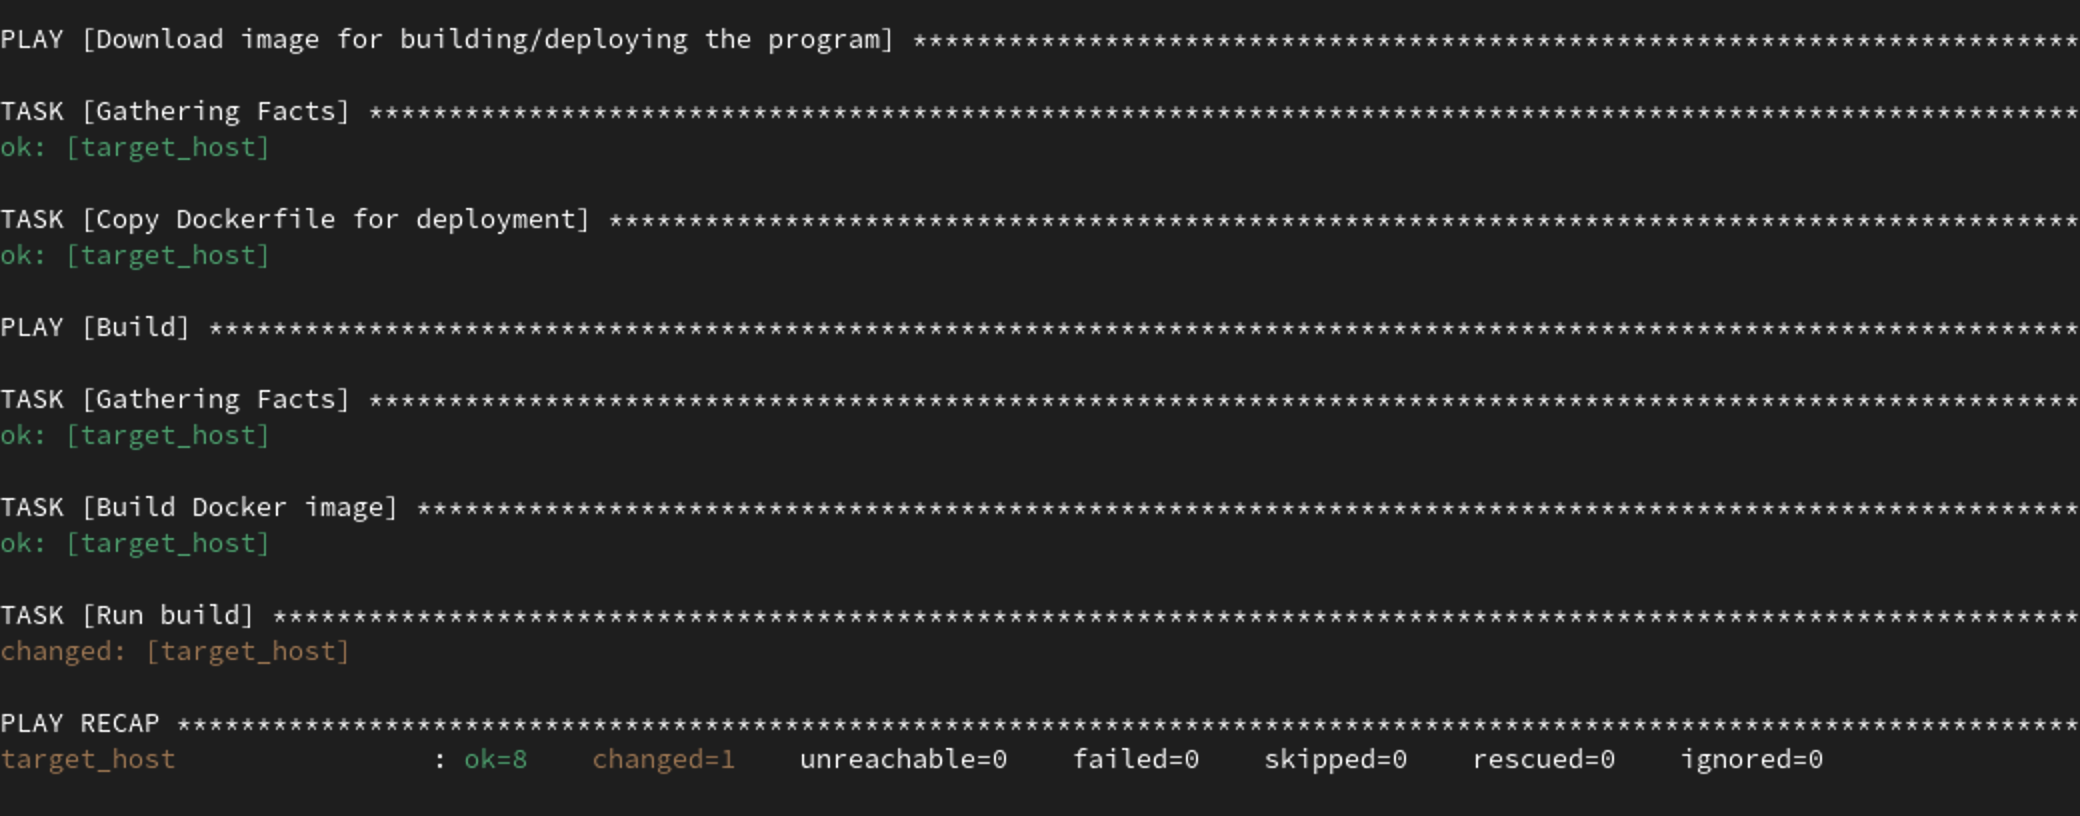 PLAY [Download image for building/deploying the program] *************************************************************************
TASK [Gathering Facts] ***********************************************************************************************************
ok: [target_host]
TASK [Copy Dockerfile for deployment] ********************************************************************************************
ok: [target_host]
PLAY [Build] *********************************************************************************************************************
TASK [Gathering Facts] ***********************************************************************************************************
ok: [target_host]
TASK [Build Docker image] ********************************************************************************************************
ok: [target_host]
TASK [Run build] *****************************************************************************************************************
changed: [target_host]
PLAY RECAP ***********************************************************************************************************************
target_host                : ok=8    changed=1    unreachable=0    failed=0    skipped=0    rescued=0    ignored=0